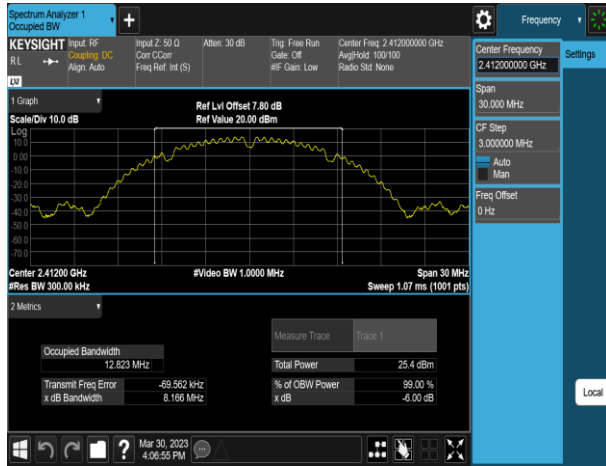 Spectrum Analyzer 1
Occupied BW
Frequency
KEYSIGHT
RL
LXI
Input: RF
Coupling: DC
Align: Auto
Input Z: 50 Ω
Corr CCorr
Freq Ref: Int (S)
Atten: 30 dB
Trig: Free Run
Gate: Off
#IF Gain: Low
Center Freq: 2.412000000 GHz
Avg|Hold: 100/100
Radio Std: None
Center Frequency
2.412000000 GHz
Settings
Span
30.000 MHz
CF Step
3.000000 MHz
Auto
Man
Freq Offset
0 Hz
Local
1 Graph
Scale/Div 10.0 dB
Ref Lvl Offset 7.80 dB
Ref Value 20.00 dBm
Log
10.0
0.00
-10.0
-20.0
-30.0
-40.0
-50.0
-60.0
-70.0
Center 2.41200 GHz
#Video BW 1.0000 MHz
Span 30 MHz
#Res BW 300.00 kHz
Sweep 1.07 ms (1001 pts)
2 Metrics
Measure Trace
Trace 1
Occupied Bandwidth
12.823 MHz
Total Power
25.4 dBm
Transmit Freq Error
-69.562 kHz
% of OBW Power
99.00 %
x dB Bandwidth
8.166 MHz
x dB
-6.00 dB
?
Mar 30, 2023
4:06:55 PM